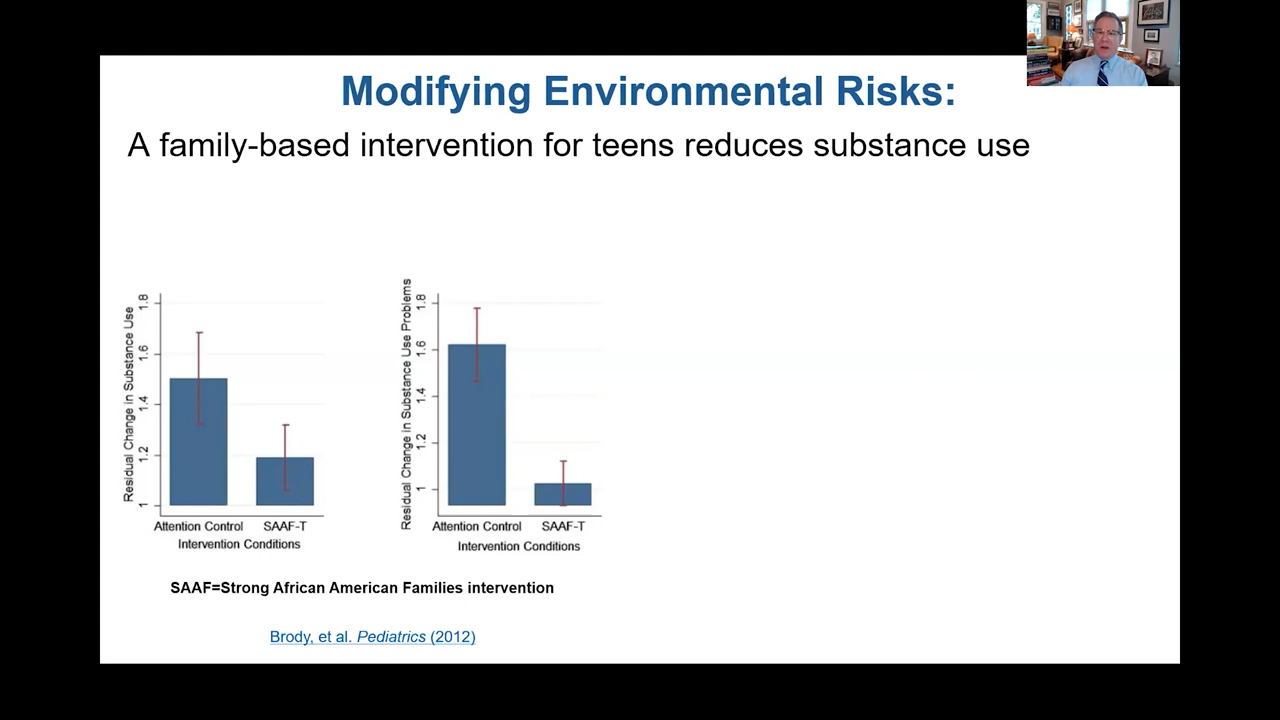 Modifying Environmental Risks:
A family-based intervention for teens reduces substance use
Residual Change in Substance Use
1.8
1.6
1.4
1.2
1
Attention Control
SAAF-T
Intervention Conditions
Residual Change in Substance Use Problems
1.8
1.6
1.4
1.2
1
Attention Control
SAAF-T
Intervention Conditions
SAAF=Strong African American Families intervention
Brody, et al. Pediatrics (2012)